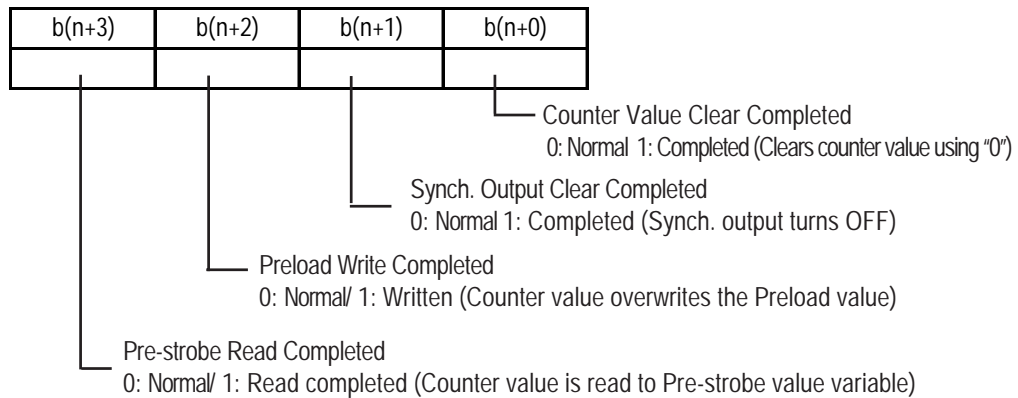 b(n+3) b(n+2) b(n+1) b(n+0)
Counter Value Clear Completed
0: Normal 1: Completed (Clears counter value using "0")
Synch. Output Clear Completed
0: Normal 1: Completed (Synch. output turns OFF)
Preload Write Completed
0: Normal/ 1: Written (Counter value overwrites the Preload value)
Pre-strobe Read Completed
0: Normal/ 1: Read completed (Counter value is read to Pre-strobe value variable)